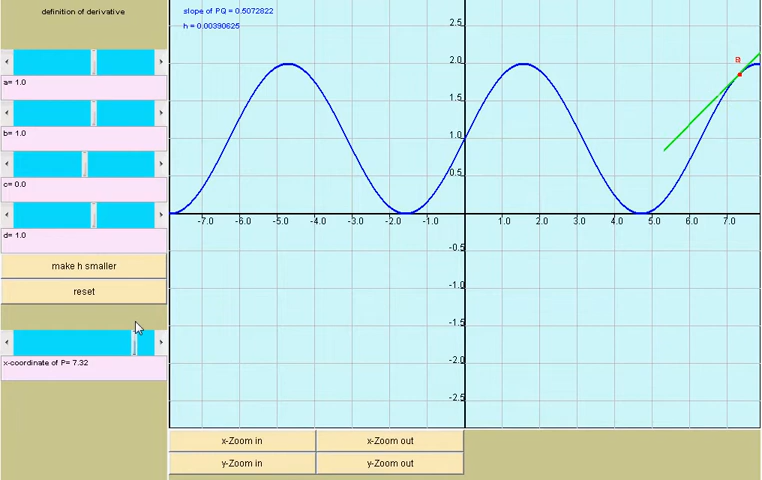 definition of derivative
a= 1.0
b= 1.0
c= 0.0
d= 1.0
make h smaller
reset
x-coordinate of P= 7.32
slope of PQ = 0.5072822
h = 0.00390625
2.5
2.0
1.5
1.0
0.5
-7.0 -6.0 -5.0 -4.0 -3.0 -2.0 -1.0 1.0 2.0 3.0 4.0 5.0 6.0 7.0
-0.5
-1.0
-1.5
-2.0
-2.5
x-Zoom in x-Zoom out
y-Zoom in y-Zoom out